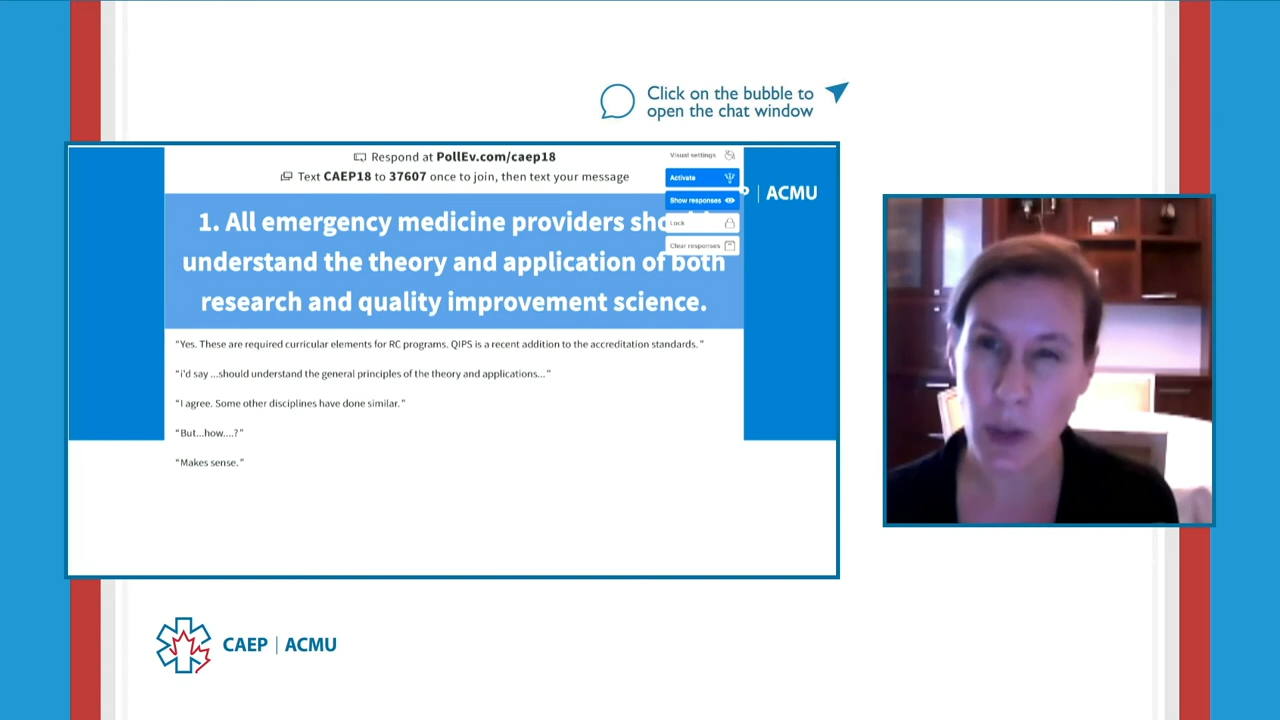 Click on the bubble to
open the chat window
Respond at PollEv.com/caep18
Text CAEP18 to 37607 once to join, then text your message
Visual settings
Activate
Show responses
Lock
Clear responses
| ACMU
1. All emergency medicine providers
understand the theory and application of both
research and quality improvement science.
"Yes. These are required curricular elements for RC programs. QIPS is a recent addition to the accreditation standards."
"i'd say ...should understand the general principles of the theory and applications..."
"I agree. Some other disciplines have done similar."
"But...how....?"
"Makes sense."
CAEP | ACMU